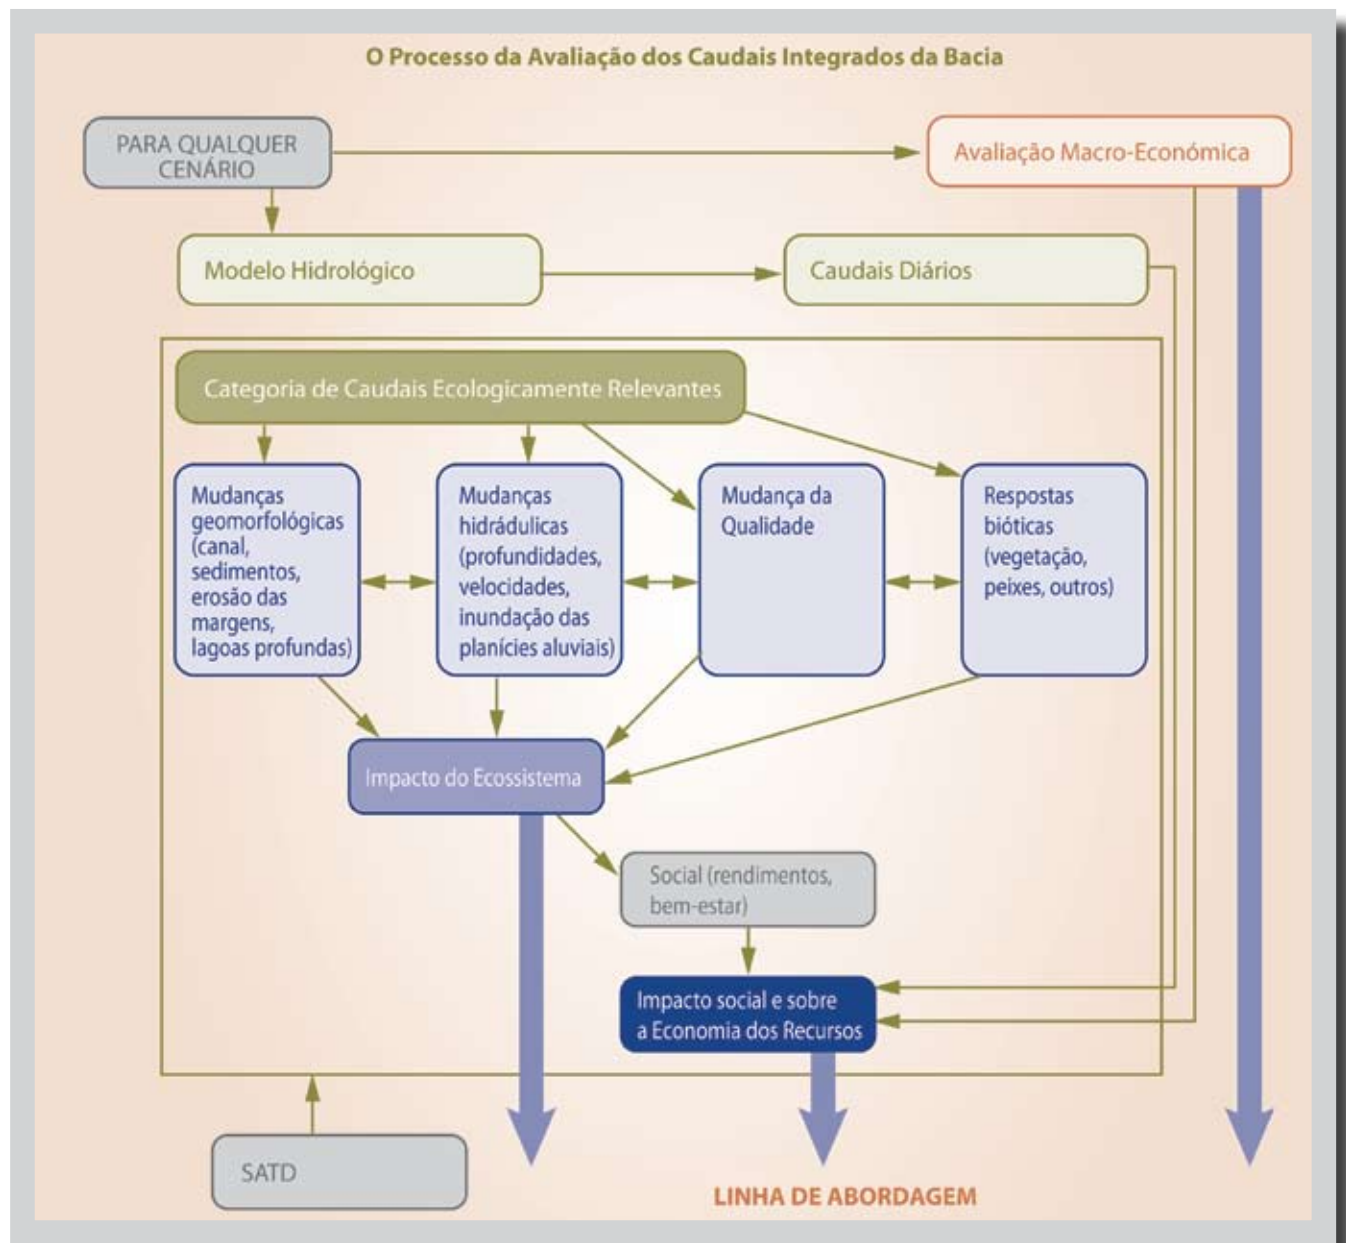 O Processo da Avaliação dos Caudais Integrados da Bacia
PARA QUALQUER
CENÁRIO
Avaliação Macro-Económica
Modelo Hidrológico
Caudais Diários
Categoria de Caudais Ecologicamente Relevantes
Mudanças
geomorfológicas
(canal,
sedimentos,
erosão das
margens,
lagoas profundas)
Mudanças
hidrádulicas
(profundidades,
velocidades,
inundação das
planícies aluviais)
Mudança da
Qualidade
Respostas
bióticas
(vegetação,
peixes, outros)
Impacto do Ecossistema
Social (rendimentos,
bem-estar)
Impacto social e sobre
a Economia dos Recursos
SATD
LINHA DE ABORDAGEM